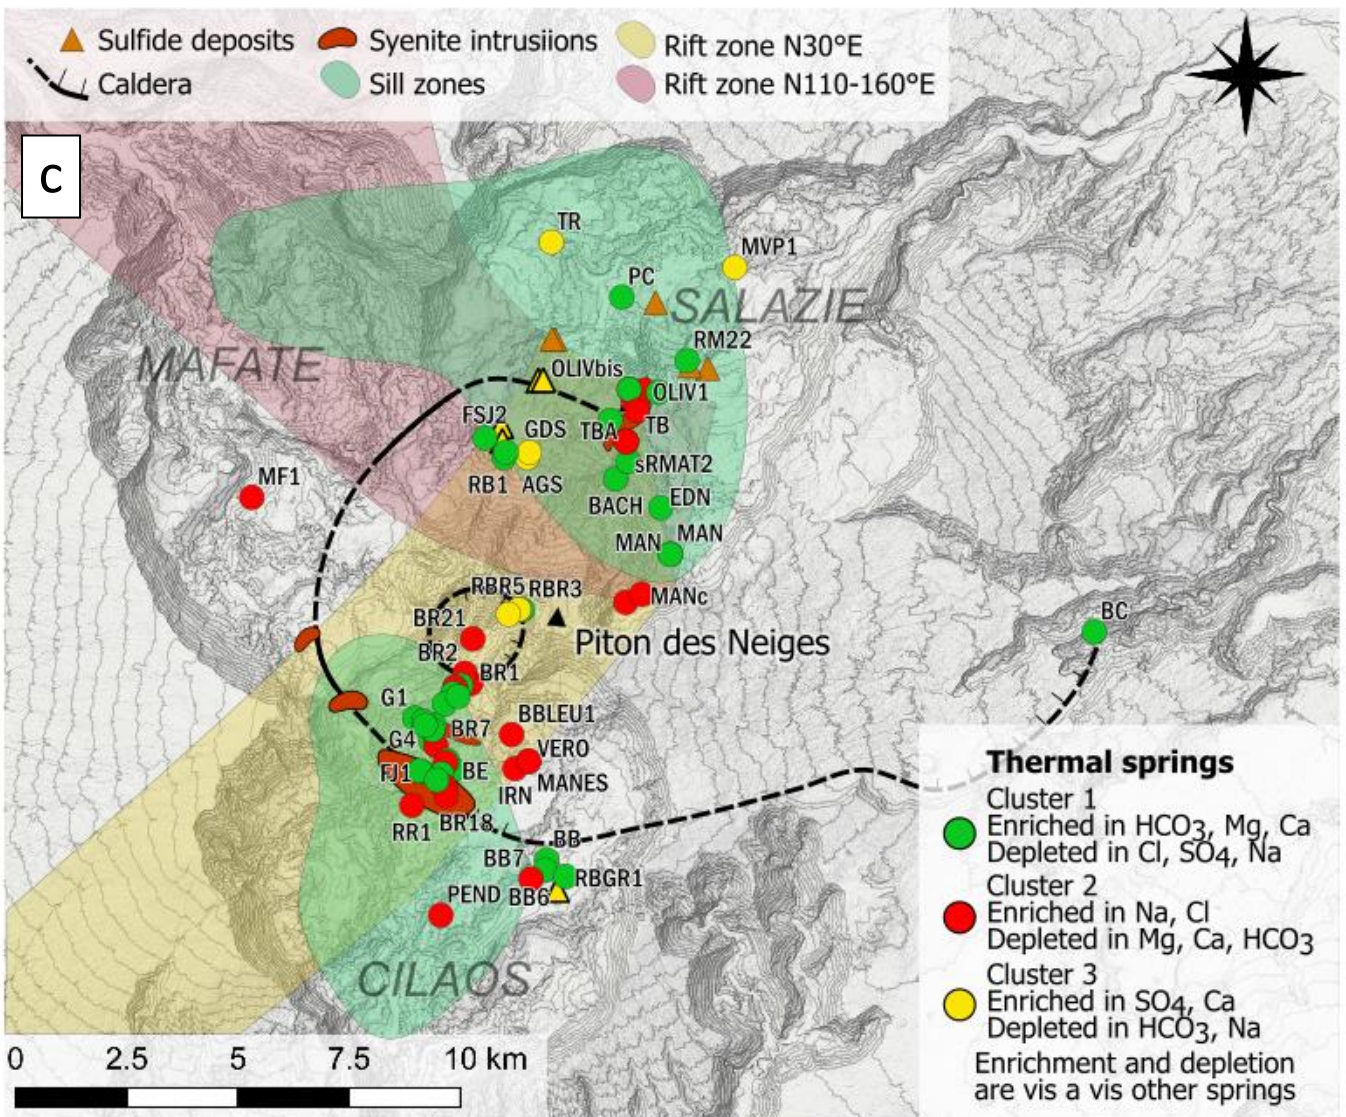 Sulfide deposits
Syenite intrusiions
Rift zone N30°E
Caldera
Sill zones
Rift zone N110-160°E
C
TR
MVP1
PC
SALAZIE
RM22
MAFATE
OLIVbis
OLIV1
FSJ2
GDS
TBA
TB
sRMAT2
MF1
RB1
AGS
BACH
EDN
MAN
MAN
RBR5
RBR3
MANc
BR21
BC
Piton des Neiges
BR2
BR1
G1
BBLEU1
BR7
G4
VERO
FJ1
BE
MANES
IRN
BR18
RR1
BB
BB7
RBGR1
PEND
BB6
CILAOS
Thermal springs
Cluster 1
Enriched in HCO3, Mg, Ca
Depleted in Cl, SO4, Na
Cluster 2
Enriched in Na, Cl
Depleted in Mg, Ca, HCO3
Cluster 3
Enriched in SO4, Ca
Depleted in HCO3, Na
Enrichment and depletion
are vis a vis other springs
0 2.5 5 7.5 10 km